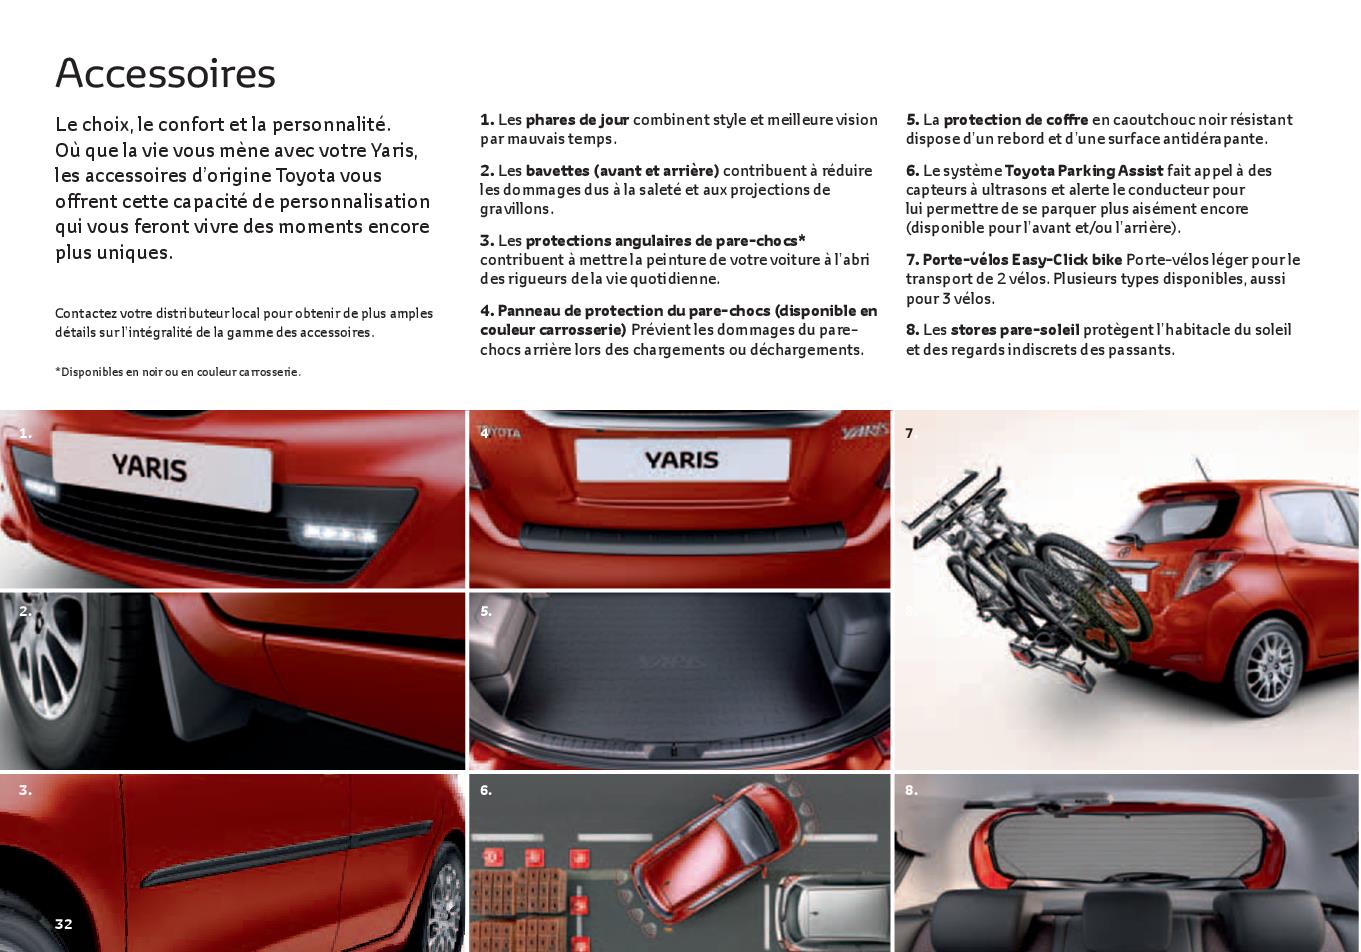 Accessoires
Le choix, le confort et la personnalité.
Où que la vie vous mène avec votre Yaris,
les accessoires d'origine Toyota vous
offrent cette capacité de personnalisation
qui vous feront vivre des moments encore
plus uniques.
Contactez votre distributeur local pour obtenir de plus amples
détails sur l'intégralité de la gamme des accessoires.
*Disponibles en noir ou en couleur carrosserie.
1. Les phares de jour combinent style et meilleure vision
par mauvais temps.
2. Les bavettes (avant et arrière) contribuent à réduire
les dommages dus à la saleté et aux projections de
gravillons.
3. Les protections angulaires de pare-chocs*
contribuent à mettre la peinture de votre voiture à l'abri
des rigueurs de la vie quotidienne.
4. Panneau de protection du pare-chocs (disponible en
couleur carrosserie) Prévient les dommages du pare-
chocs arrière lors des chargements ou déchargements.
5. La protection de coffre en caoutchouc noir résistant
dispose d'un rebord et d'une surface antidérapante.
6. Le système Toyota Parking Assist fait appel à des
capteurs à ultrasons et alerte le conducteur pour
lui permettre de se parquer plus aisément encore
(disponible pour l'avant et/ou l'arrière).
7. Porte-vélos Easy-Click bike Porte-vélos léger pour le
transport de 2 vélos. Plusieurs types disponibles, aussi
pour 3 vélos.
8. Les stores pare-soleil protègent l'habitacle du soleil
et des regards indiscrets des passants.
1.
YARIS
4
TOYOTA
YARIS
YARIS
7
2.
5.
YARIS
3.
6.
8.
32